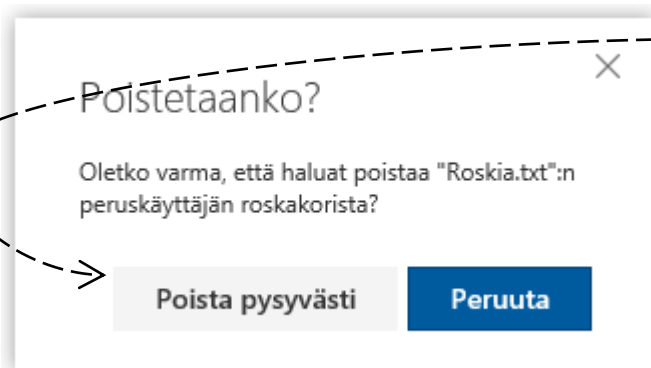 Poistetaanko?
Oletko varma, että haluat poistaa "Roskia.txt":n
peruskäyttäjän roskakorista?
Poista pysyvästi Peruuta